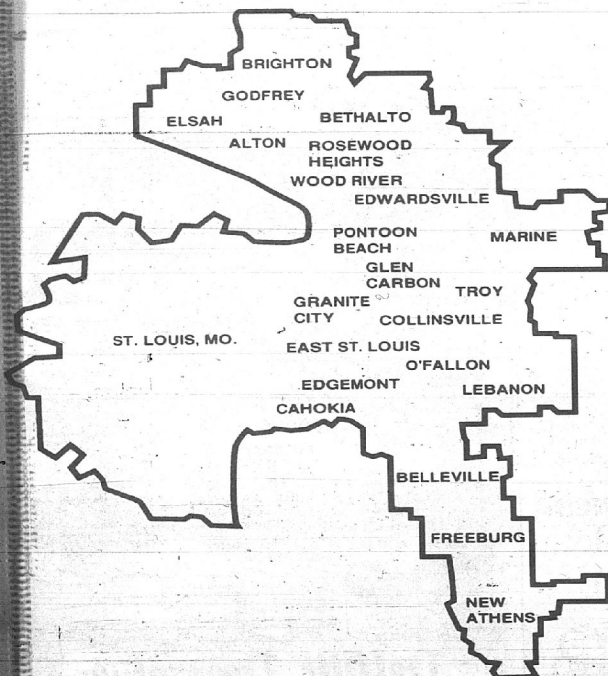 BRIGHTON
GODFREY
ELSAH
BETHALTO
ALTON
ROSEWOOD
HEIGHTS
WOOD RIVER
EDWARDSVILLE
PONTOON
BEACH
MARINE
GLEN
CARBON
TROY
GRANITE
CITY
COLLINSVILLE
ST. LOUIS, MO.
EAST ST. LOUIS
O'FALLON
EDGEMONT
LEBANON
CAHOKIA
BELLEVILLE
FREEBURG
NEW
ATHENS